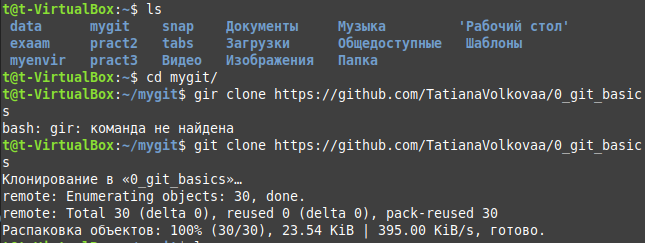 t@t-VirtualBox:~$ ls
data mygit snap Документы Музыка 'Рабочий стол'
exaam pract2 tabs Загрузки Общедоступные Шаблоны
myenvir pract3 Видео Изображения Папка
t@t-VirtualBox:~$ cd mygit/
t@t-VirtualBox:~/mygit$ gir clone https://github.com/TatianaVolkovaa/0_git_basic
s
bash: gir: команда не найдена
t@t-VirtualBox:~/mygit$ git clone https://github.com/TatianaVolkovaa/0_git_basic
s
Клонирование в «0_git_basics»…
remote: Enumerating objects: 30, done.
remote: Total 30 (delta 0), reused 0 (delta 0), pack-reused 30
Распаковка объектов: 100% (30/30), 23.54 KiB | 395.00 KiB/s, готово.